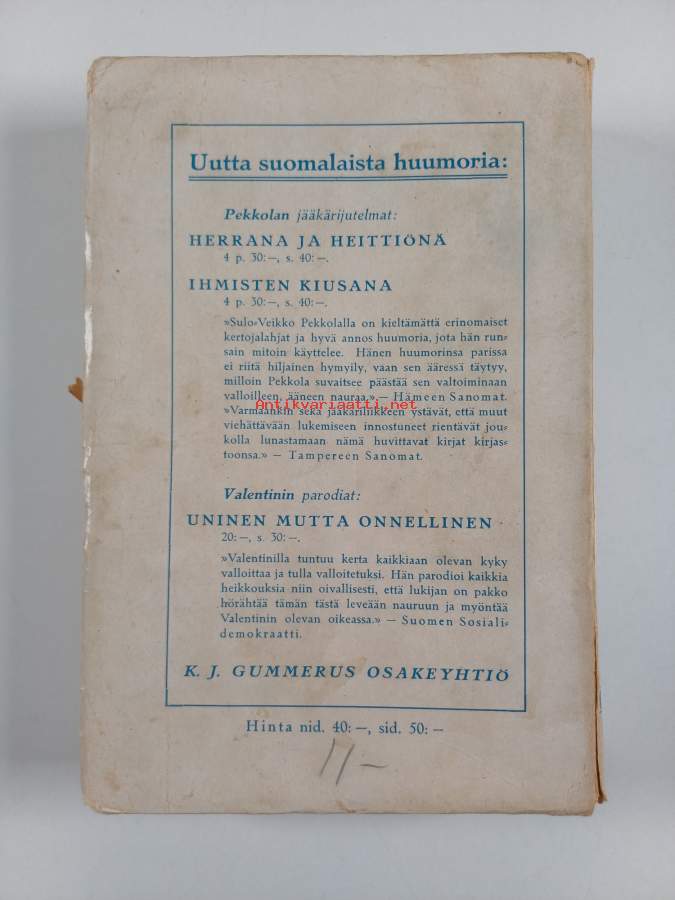 Uutta suomalaista huumoria:
Pekkolan jääkärijutelmat:
HERRANA JA HEITTIÖNÄ
4 p. 30:—, s. 40:—.
IHMISTEN KIUSANA
4 p. 30:—, s. 40:—.
»Sulo-Veikko Pekkolalla on kieltämättä erinomaiset
kertojalahjat ja hyvä annos huumoria, jota hän run-
sain mitoin käyttelee. Hänen huumorinsa parissa
ei riitä hiljainen hymyily, vaan sen ääressä täytyy,
milloin Pekkola suvaitsee päästää sen valtoiminaan
valloilleen, ääneen nauraa.» — Hämeen Sanomat.
Antikvariaatti.net
»Varmaankin sekä jääkäriliikkeen ystävät, että muut
viehättävään lukemiseen innostuneet rientävät jou-
kolla lunastamaan nämä huvittavat kirjat kirjas-
toonsa.» — Tampereen Sanomat.
Valentinin parodiat:
UNINEN MUTTA ONNELLINEN
20:—, s. 30:—.
»Valentinilla tuntuu kerta kaikkiaan olevan kyky
valloittaa ja tulla valloitetuksi. Hän parodioi kaikkia
heikkouksia niin oivallisesti, että lukijan on pakko
hörähtää tämän tästä leveään nauruun ja myöntää
Valentinin olevan oikeassa.» — Suomen Sosiali-
demokraatti.
K. J. GUMMERUS OSAKEYHTIÖ
Hinta nid. 40:—, sid. 50:—